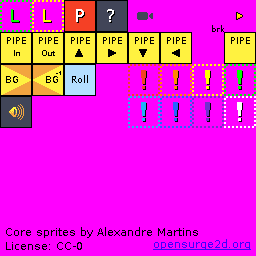 L L P ?
brk
PIPE PIPE PIPE PIPE PIPE PIPE PIPE
In Out
BG BG Roll ! ! ! !
! ! ! !
Core sprites by Alexandre Martins
License: CC-0 opensurge2d.org